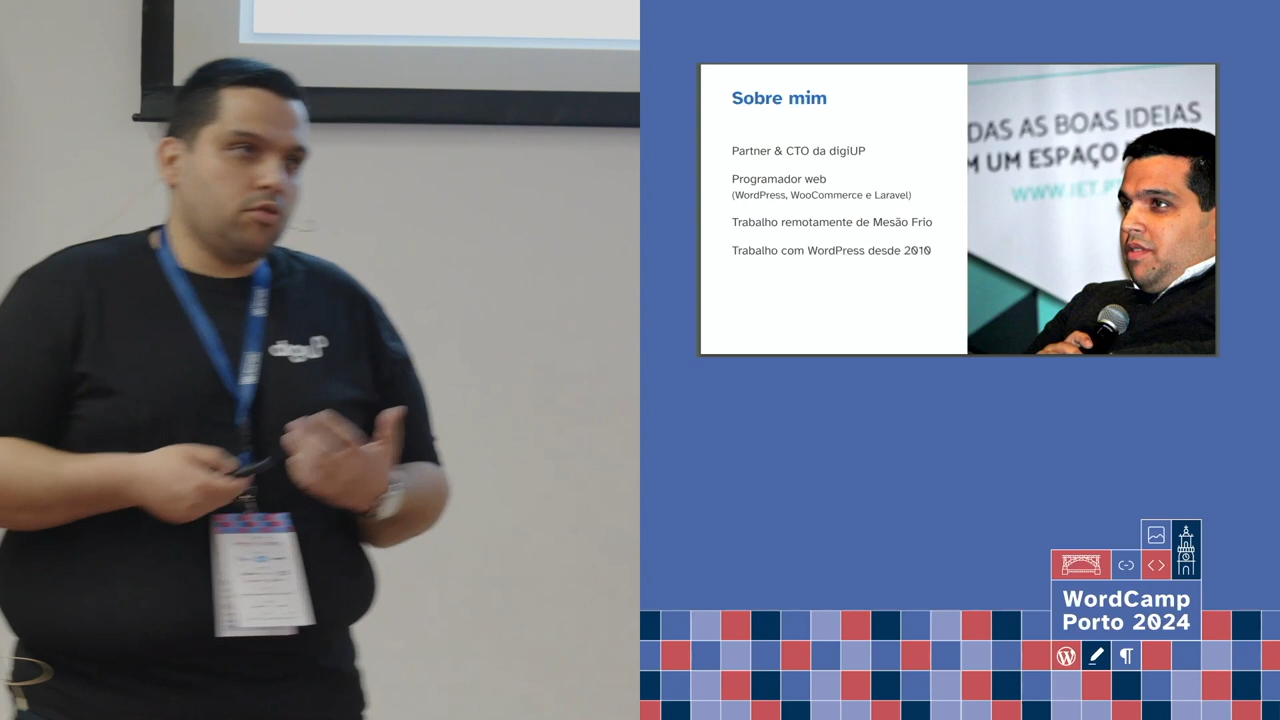 digiUP
Sobre mim
Partner & CTO da digiUP
Programador web
(WordPress, WooCommerce e Laravel)
Trabalho remotamente de Mesão Frio
Trabalho com WordPress desde 2010
DAS AS BOAS IDEIAS
M UM ESPAÇO
WWW.IET.P
WordCamp
Porto 2024